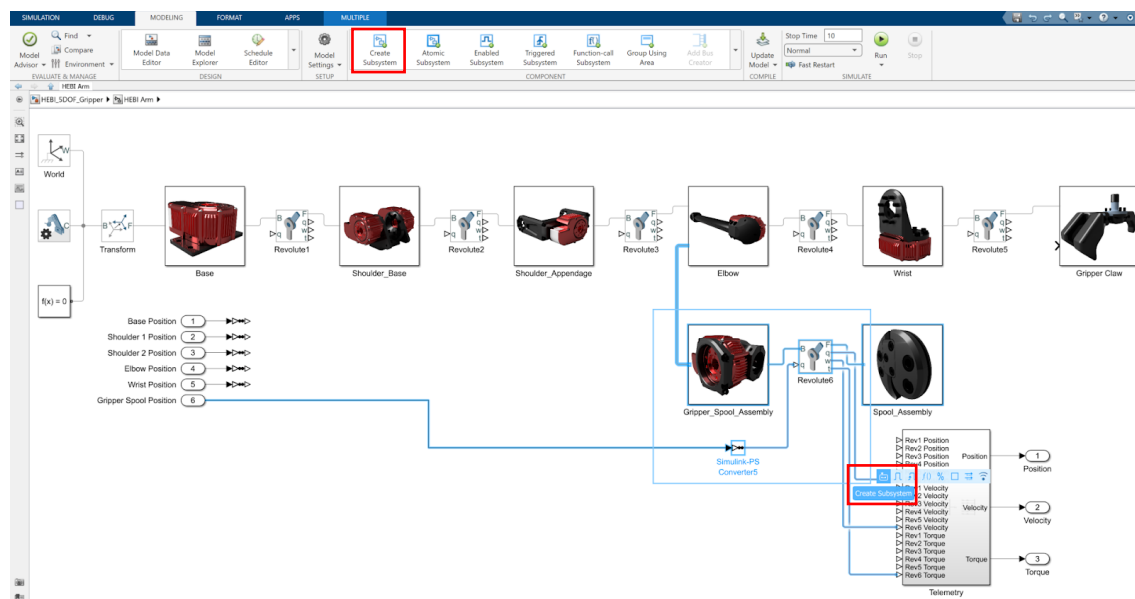 SIMULATION DEBUG MODELING FORMAT APPS MULTIPLE
Find
Compare
Environment
Model Advisor
EVALUATE & MANAGE
Model Data Editor
Model Explorer
Schedule Editor
DESIGN
Model Settings
SETUP
Create Subsystem
Atomic Subsystem
Enabled Subsystem
Triggered Subsystem
Function-call Subsystem
Group Using Area
Add Bus Creator
COMPONENT
Update Model
COMPILE
Stop Time 10
Normal
Fast Restart
Run
Stop
SIMULATE
HEBI Arm
HEBI_5DOF_Gripper HEBI Arm
W
World
C
B F
Transform
f(x) = 0
Base
B F q w t q
Revolute1
Shoulder_Base
B F q w t q
Revolute2
Shoulder_Appendage
B F q w t q
Revolute3
Elbow
B F q w t q
Revolute4
Wrist
B F q w t q
Revolute5
Gripper Claw
Base Position 1
Shoulder 1 Position 2
Shoulder 2 Position 3
Elbow Position 4
Wrist Position 5
Gripper Spool Position 6
Gripper_Spool_Assembly
B F q w t q
Revolute6
Spool_Assembly
Simulink-PS
Converter5
Rev1 Position
Rev2 Position
Rev3 Position
Rev4 Position
Create Subsystem
1 Velocity
2 Velocity
Rev3 Velocity
Rev4 Velocity
Rev5 Velocity
Rev6 Velocity
Rev1 Torque
Rev2 Torque
Rev3 Torque
Rev4 Torque
Rev5 Torque
Rev6 Torque
Position
Velocity
Torque
Telemetry
1
Position
2
Velocity
3
Torque